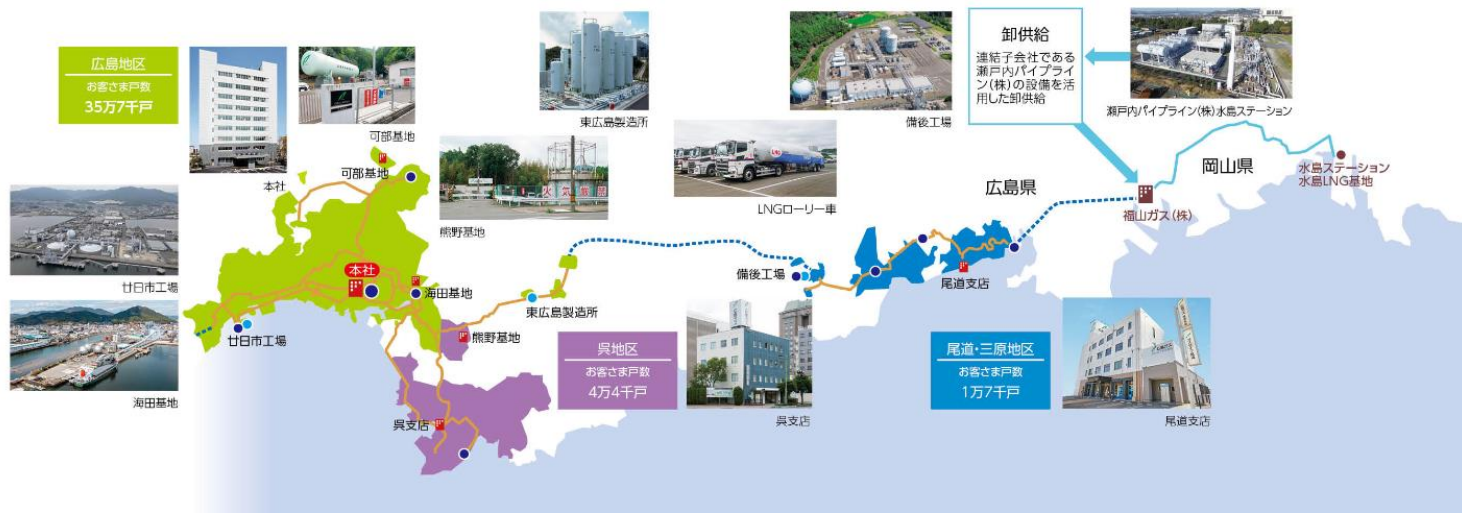 広島地区
お客さま戸数
35万7千戸
本社
可部基地
可部基地
東広島製造所
備後工場
卸供給
連結子会社である
瀬戸内パイプライ
ン(株)の設備を活
用した卸供給
瀬戸内パイプライン(株)水島ステーション
廿日市工場
海田基地
火気厳禁
熊野基地
LNGローリー車
広島県
岡山県
水島ステーション
水島LNG基地
福山ガス(株)
本社
海田基地
廿日市工場
熊野基地
東広島製造所
備後工場
尾道支店
呉支店
呉地区
お客さま戸数
4万4千戸
呉支店
尾道・三原地区
お客さま戸数
1万7千戸
尾道支店